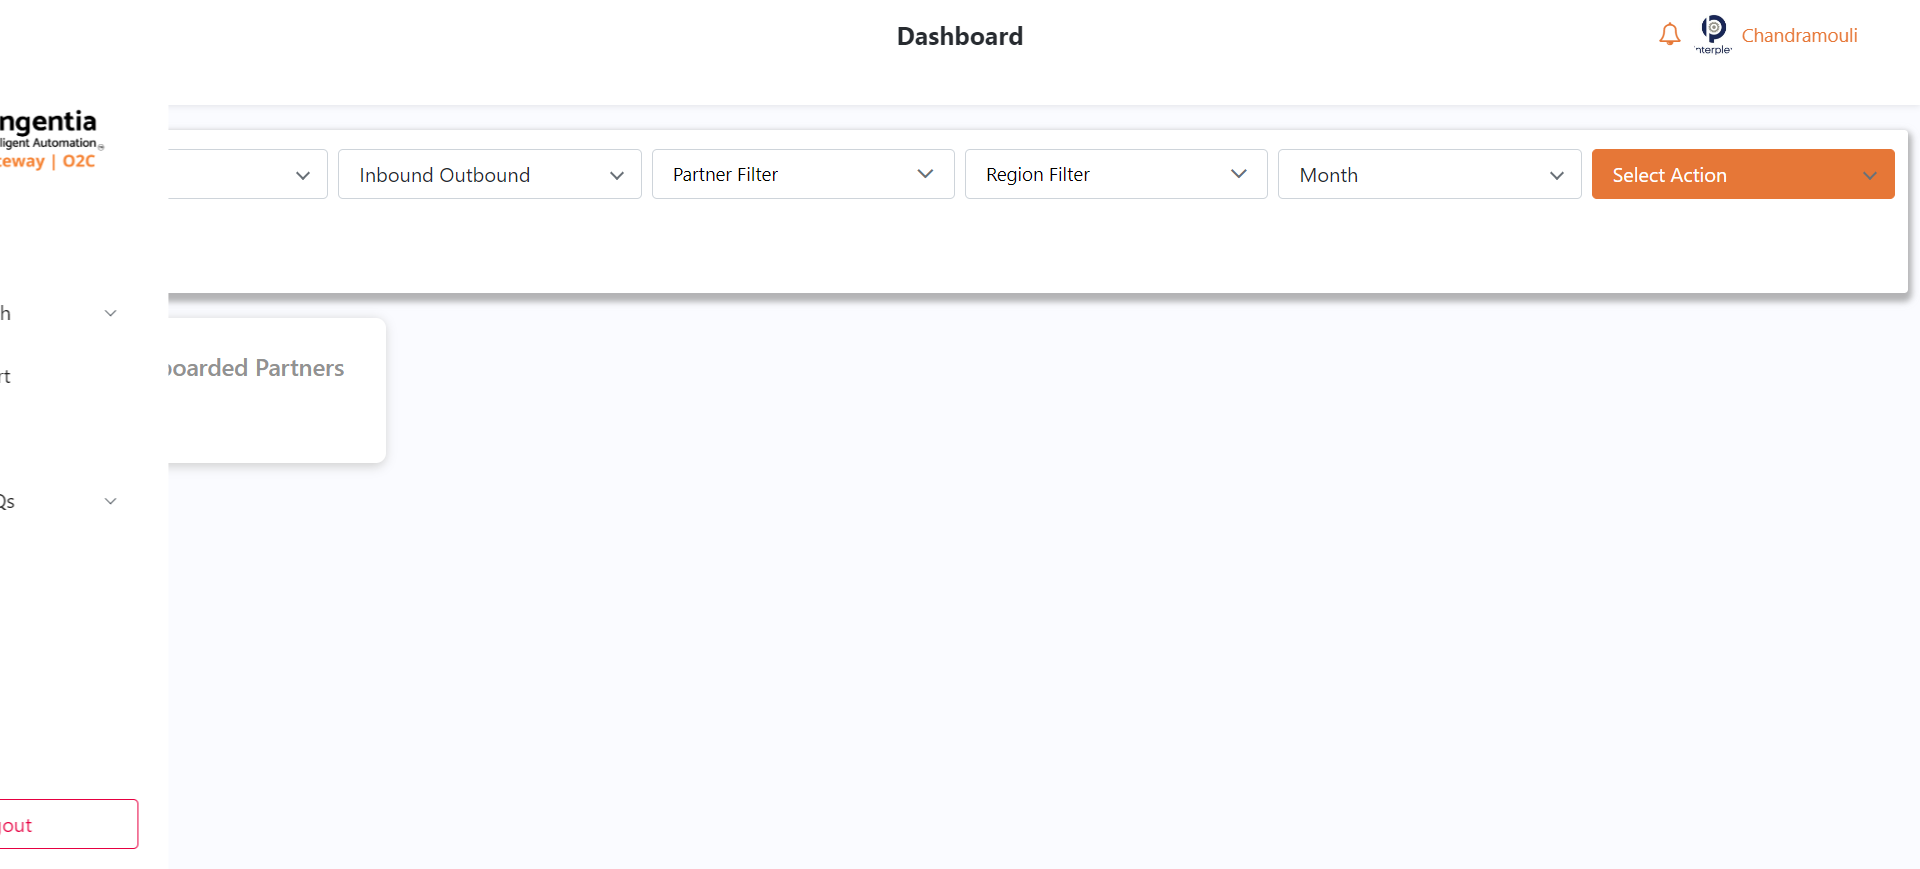 Dashboard
nterple
Chandramouli
ngentia
ligent Automation
eway | O2C
Inbound Outbound
Partner Filter
Region Filter
Month
Select Action
h
oarded Partners
rt
Qs
out